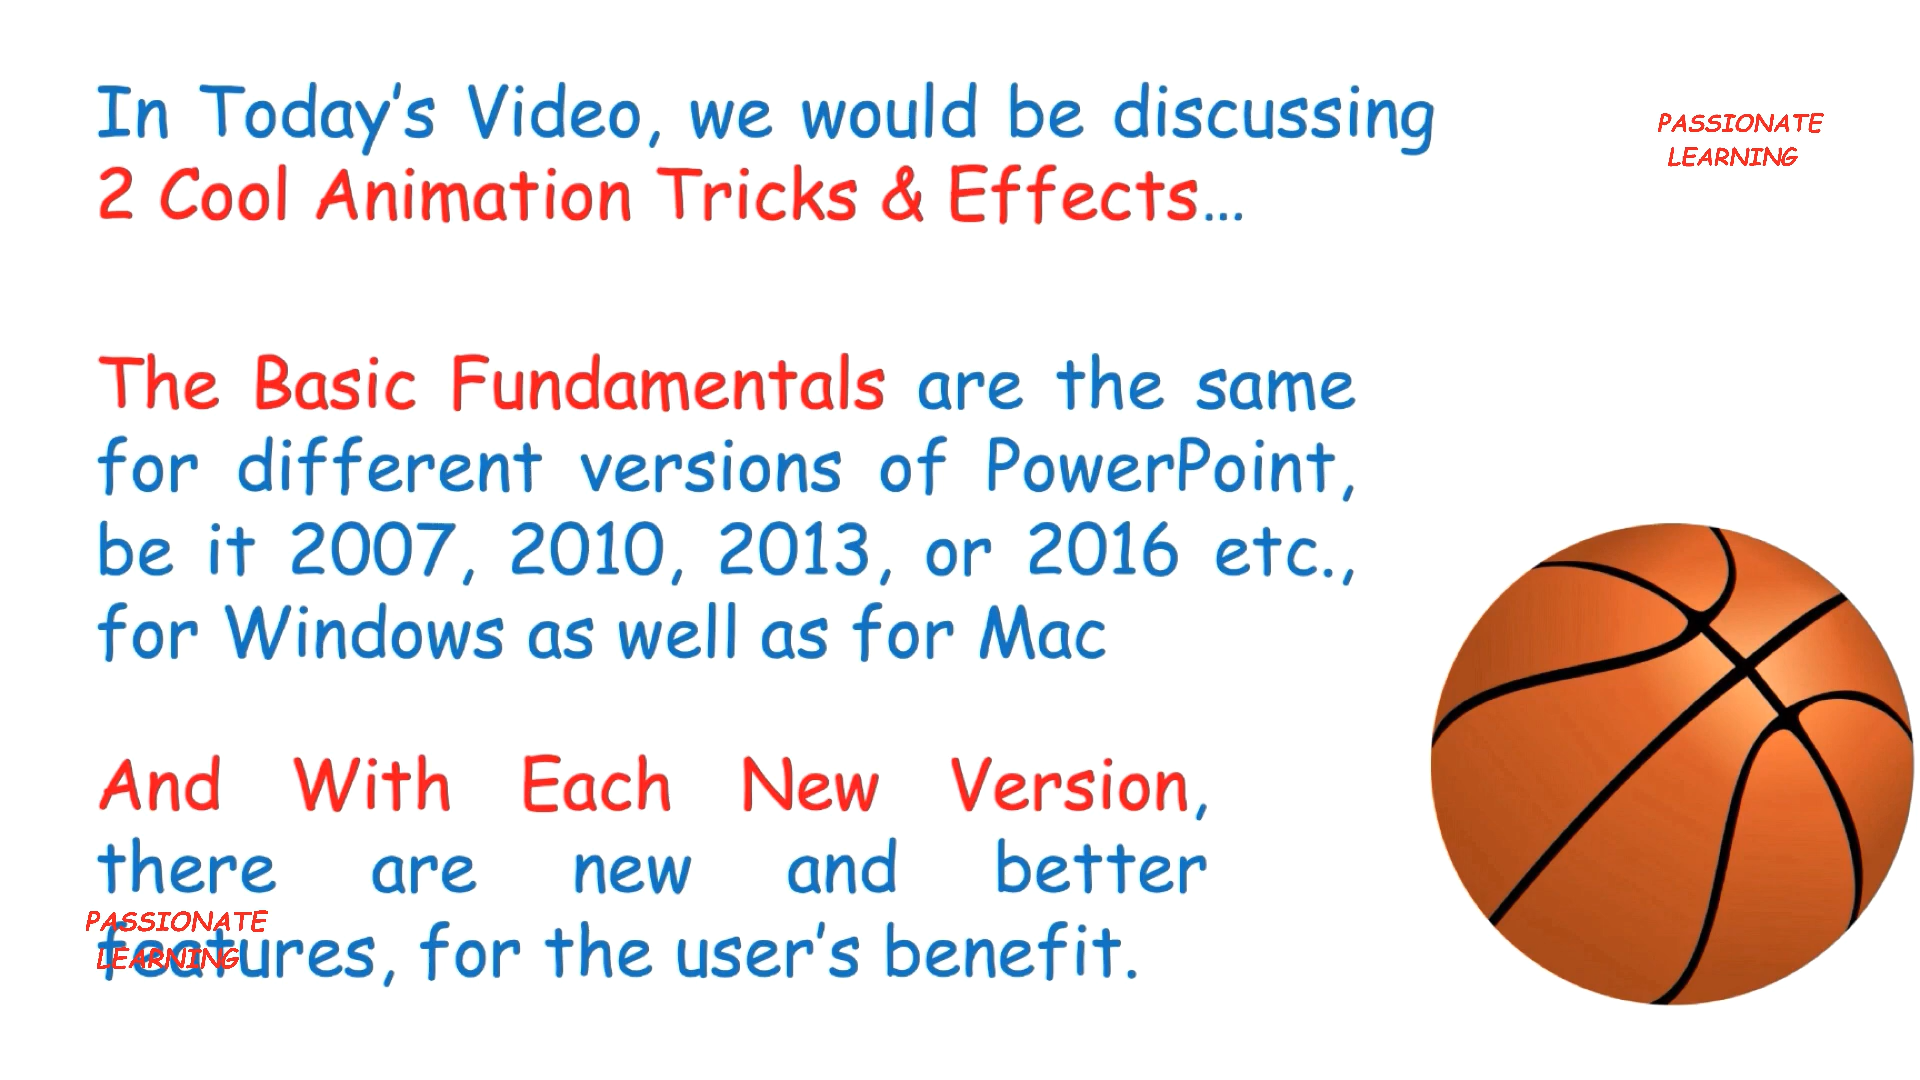 In Today’s Video, we would be discussing
2 Cool Animation Tricks & Effects…
PASSIONATE
LEARNING
The Basic Fundamentals are the same
for different versions of PowerPoint,
be it 2007, 2010, 2013, or 2016 etc.,
for Windows as well as for Mac
And With Each New Version,
there are new and better
features, for the user’s benefit.
PASSIONATE
LEARNING